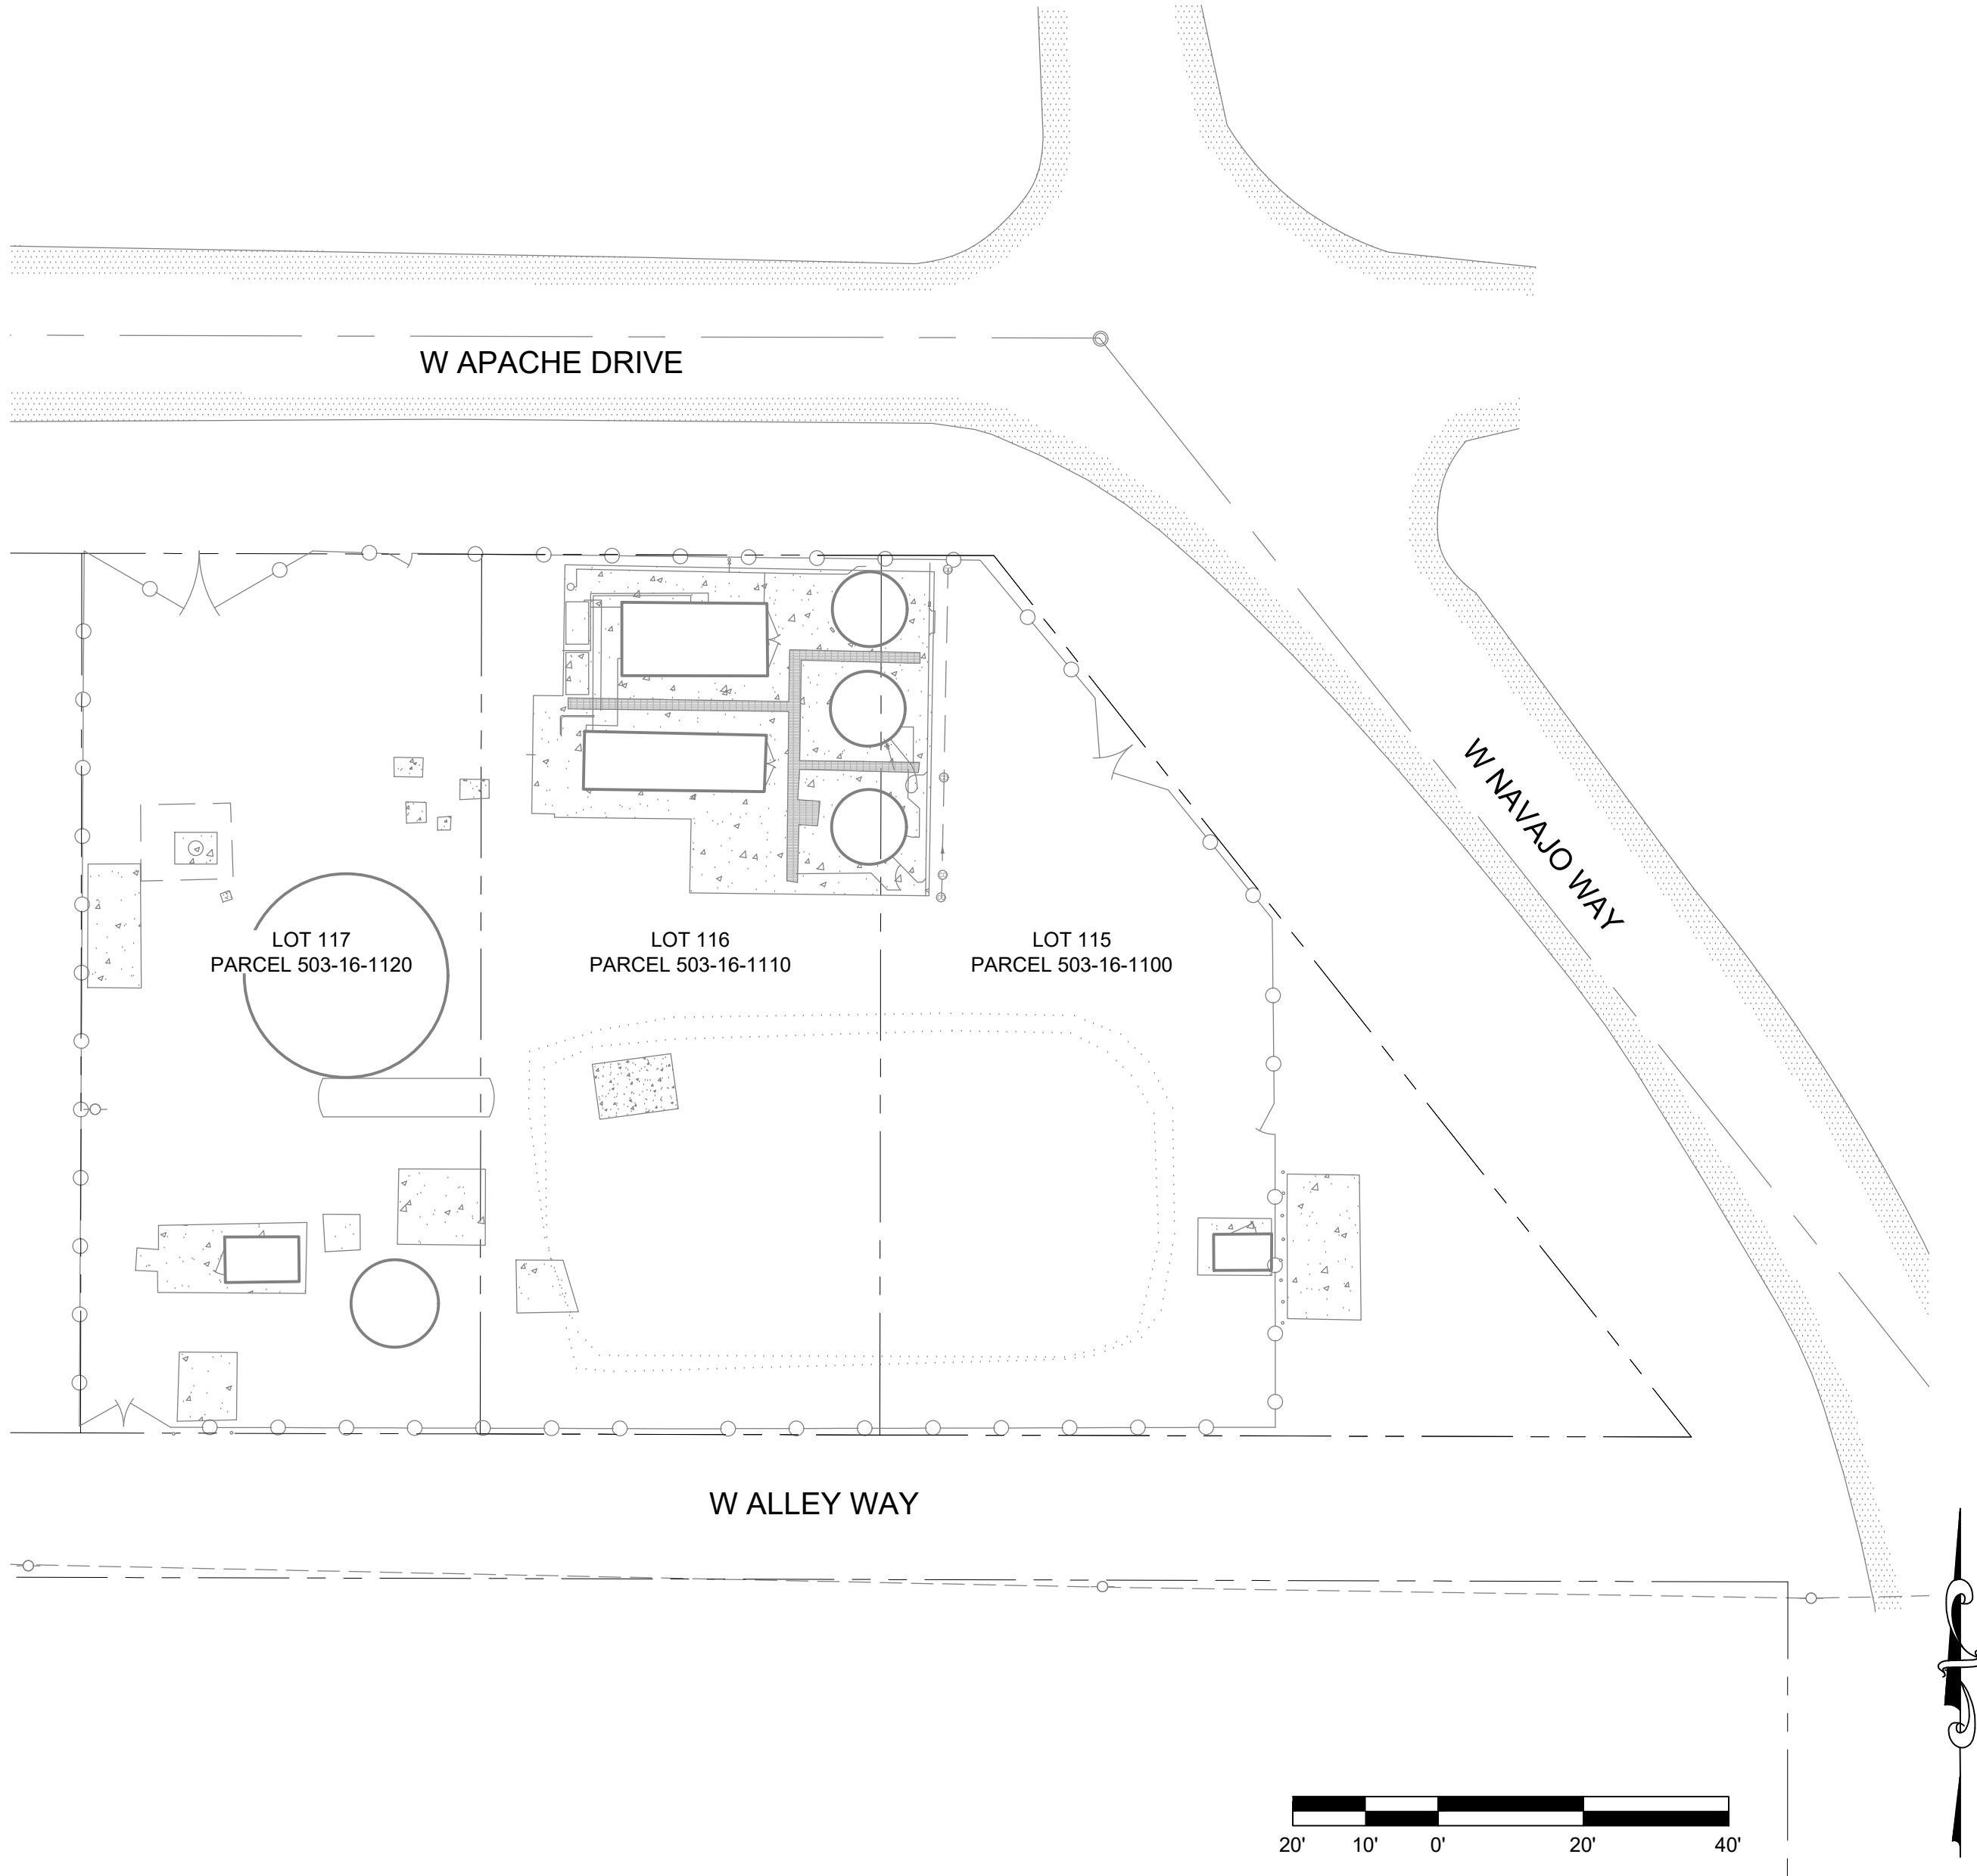 W APACHE DRIVE
W NAVAJO WAY
LOT 117
PARCEL 503-16-1120
LOT 116
PARCEL 503-16-1110
LOT 115
PARCEL 503-16-1100
W ALLEY WAY
20' 10' 0' 20' 40'